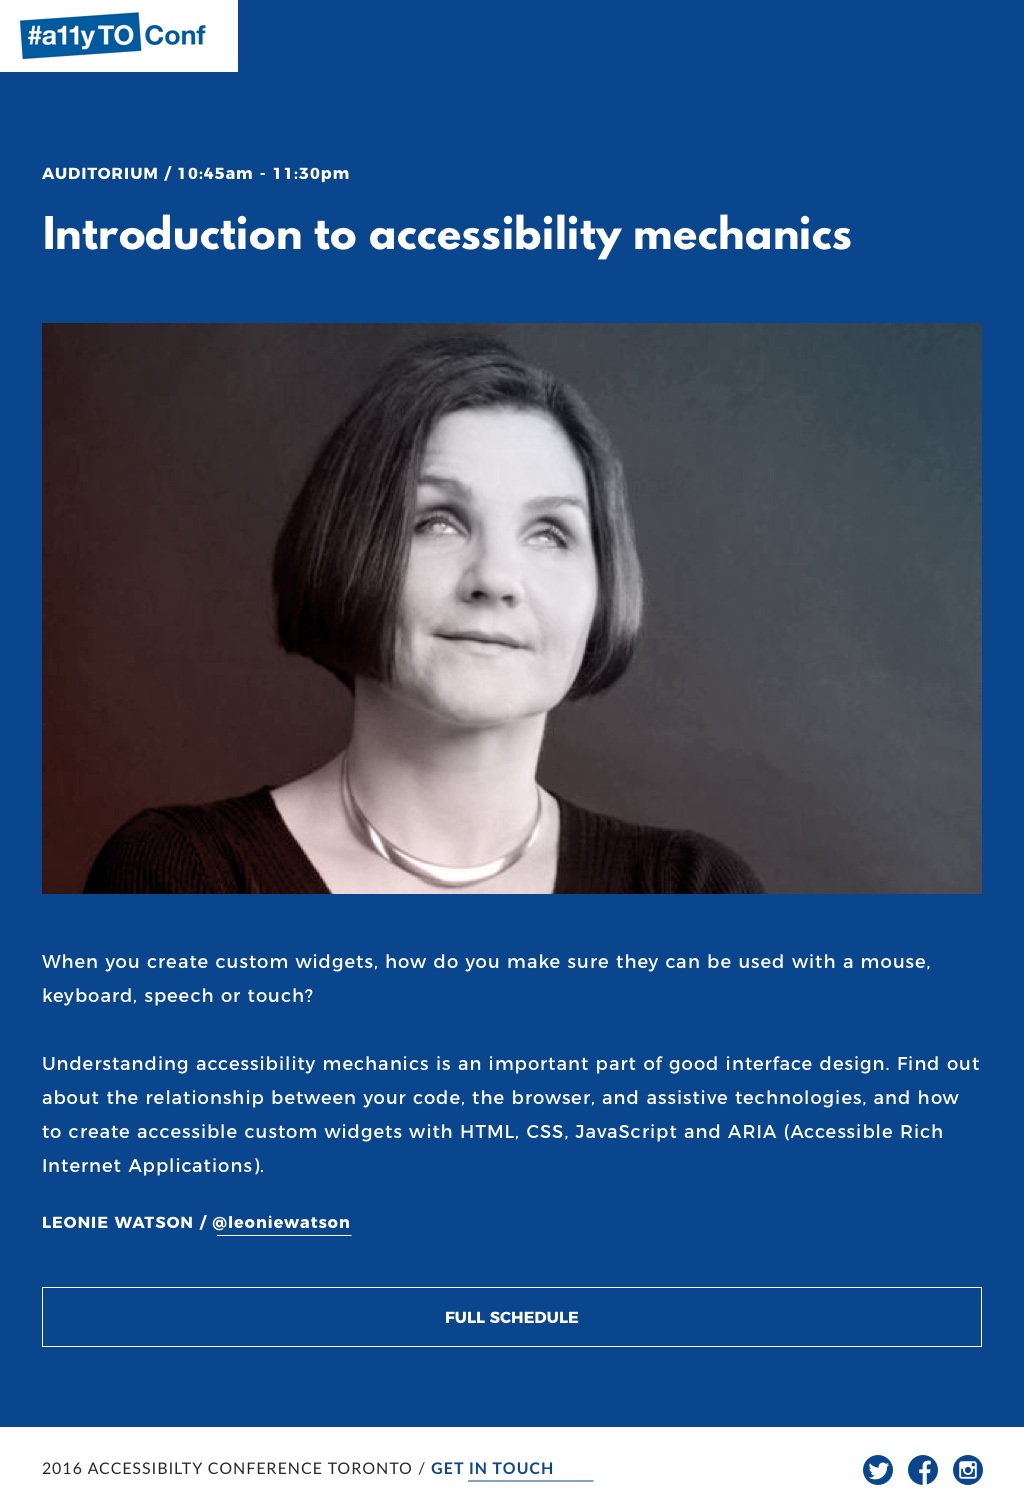 #a11yTO Conf
AUDITORIUM / 10:45am - 11:30pm
Introduction to accessibility mechanics
When you create custom widgets, how do you make sure they can be used with a mouse,
keyboard, speech or touch?
Understanding accessibility mechanics is an important part of good interface design. Find out
about the relationship between your code, the browser, and assistive technologies, and how
to create accessible custom widgets with HTML, CSS, JavaScript and ARIA (Accessible Rich
Internet Applications).
LEONIE WATSON / @leoniewatson
FULL SCHEDULE
2016 ACCESSIBILTY CONFERENCE TORONTO / GET IN TOUCH